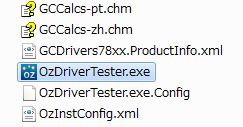 GCCalcs-pt.chm
GCCalcs-zh.chm
GCDrivers78xx.ProductInfo.xml
OzDriverTester.exe
OzDriverTester.exe.Config
OzInstConfig.xml